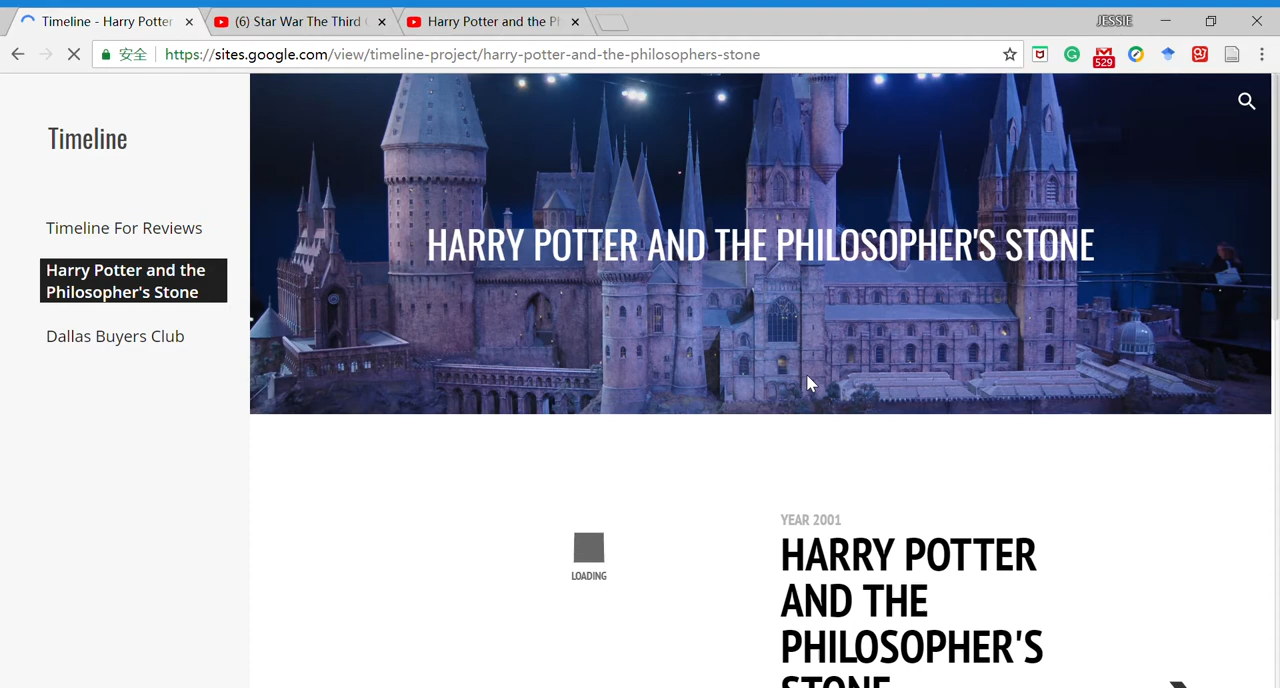 Timeline - Harry Potter
(6) Star War The Third
Harry Potter and the
JESSIE
安全 https://sites.google.com/view/timeline-project/harry-potter-and-the-philosophers-stone
529
Timeline
HARRY POTTER AND THE PHILOSOPHER'S STONE
Timeline For Reviews
Harry Potter and the
Philosopher's Stone
Dallas Buyers Club
YEAR 2001
HARRY POTTER
AND THE
PHILOSOPHER'S
STONE
LOADING